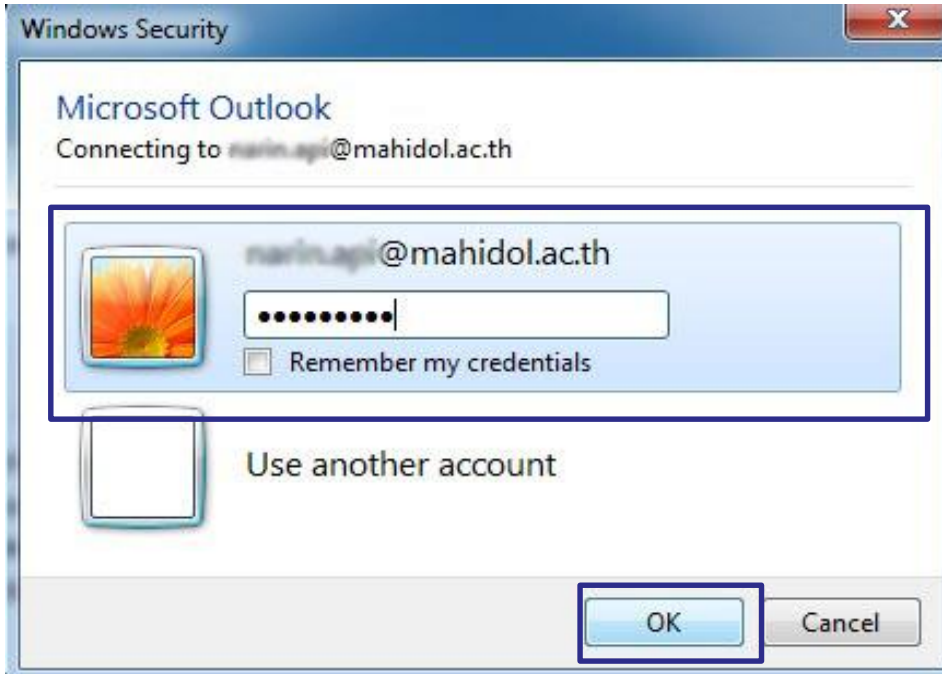 Windows Security
Microsoft Outlook
Connecting to @mahidol.ac.th
@mahidol.ac.th
●●●●●●●●●
Remember my credentials
Use another account
OK
Cancel